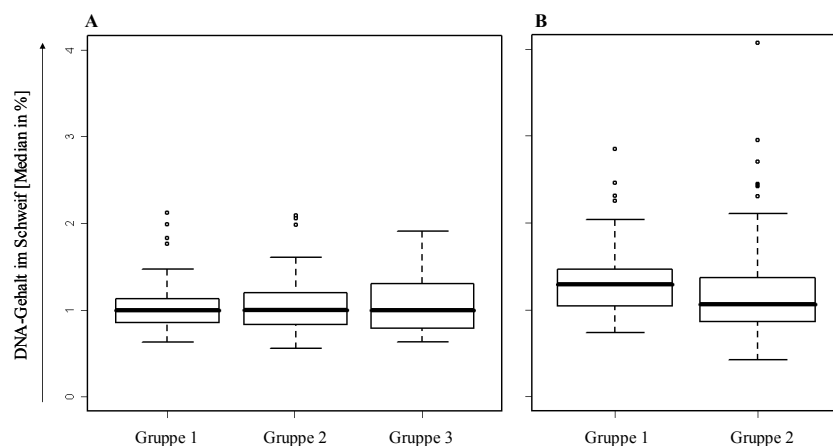 A
B
DNA-Gehalt im Schweif [Median in %]
4
3
2
1
0
Gruppe 1
Gruppe 2
Gruppe 3
Gruppe 1
Gruppe 2